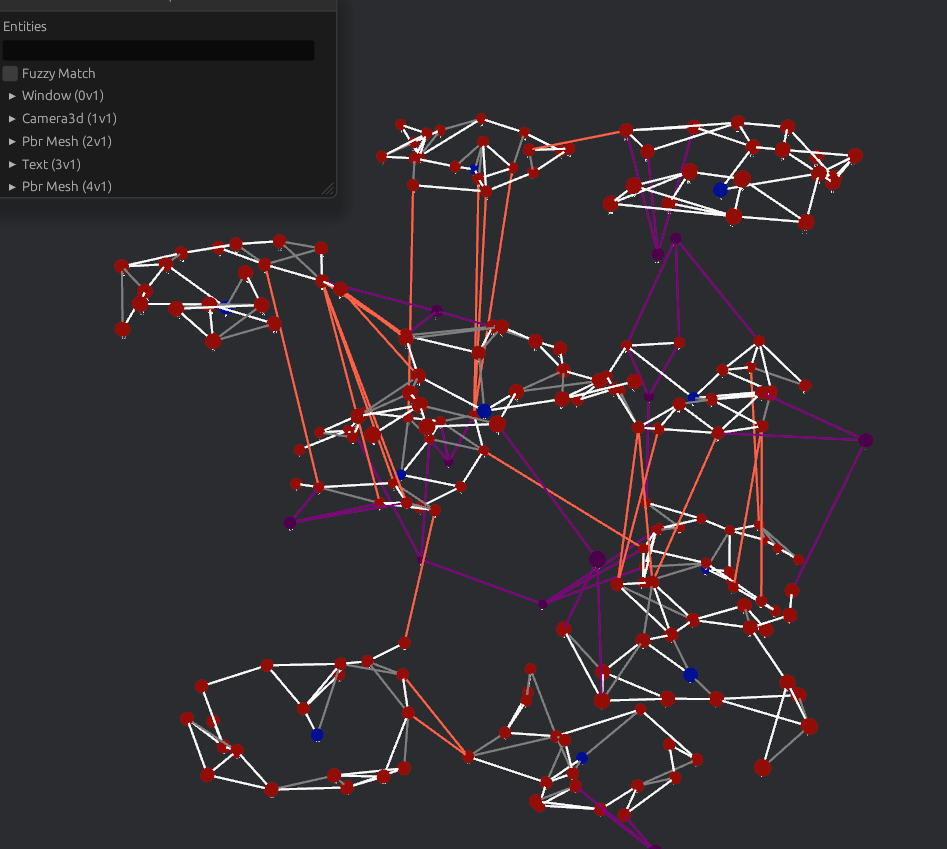 Entities
Fuzzy Match
▸ Window (0v1)
▸ Camera3d (1v1)
▸ Pbr Mesh (2v1)
▸ Text (3v1)
▸ Pbr Mesh (4v1)